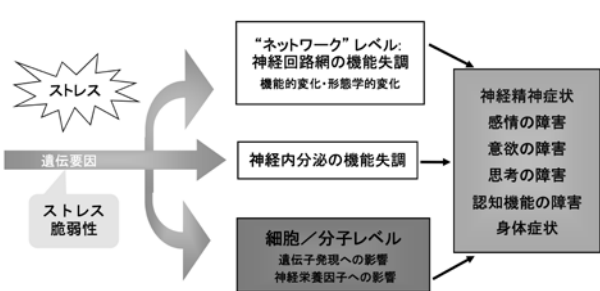 ストレス
遺伝要因
ストレス
脆弱性
“ネットワーク” レベル:
神経回路網の機能失調
機能的変化・形態学的変化
神経内分泌の機能失調
細胞／分子レベル
遺伝子発現への影響
神経栄養因子への影響
神経精神症状
感情の障害
意欲の障害
思考の障害
認知機能の障害
身体症状